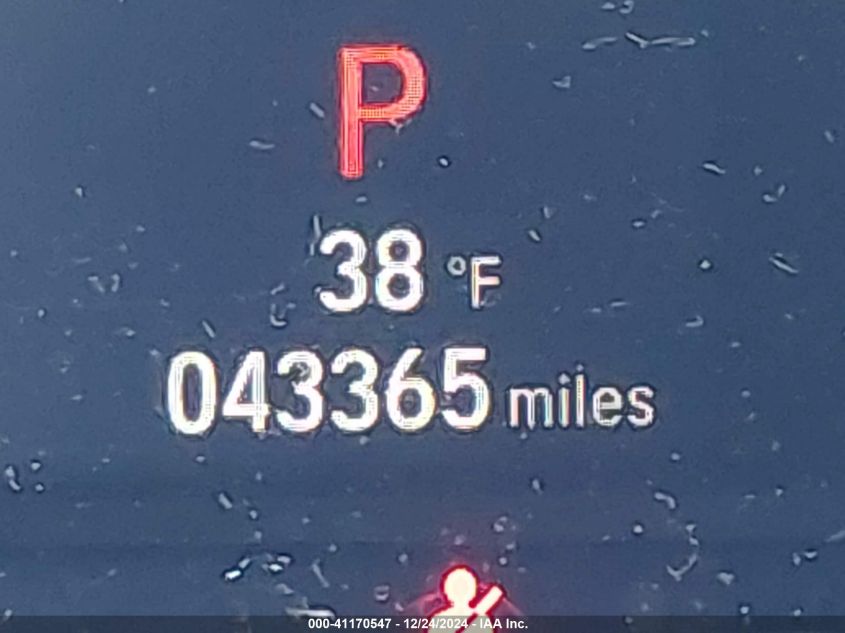 P
38 °F
043365 miles
000-41170547 - 12/24/2024 - IAA Inc.